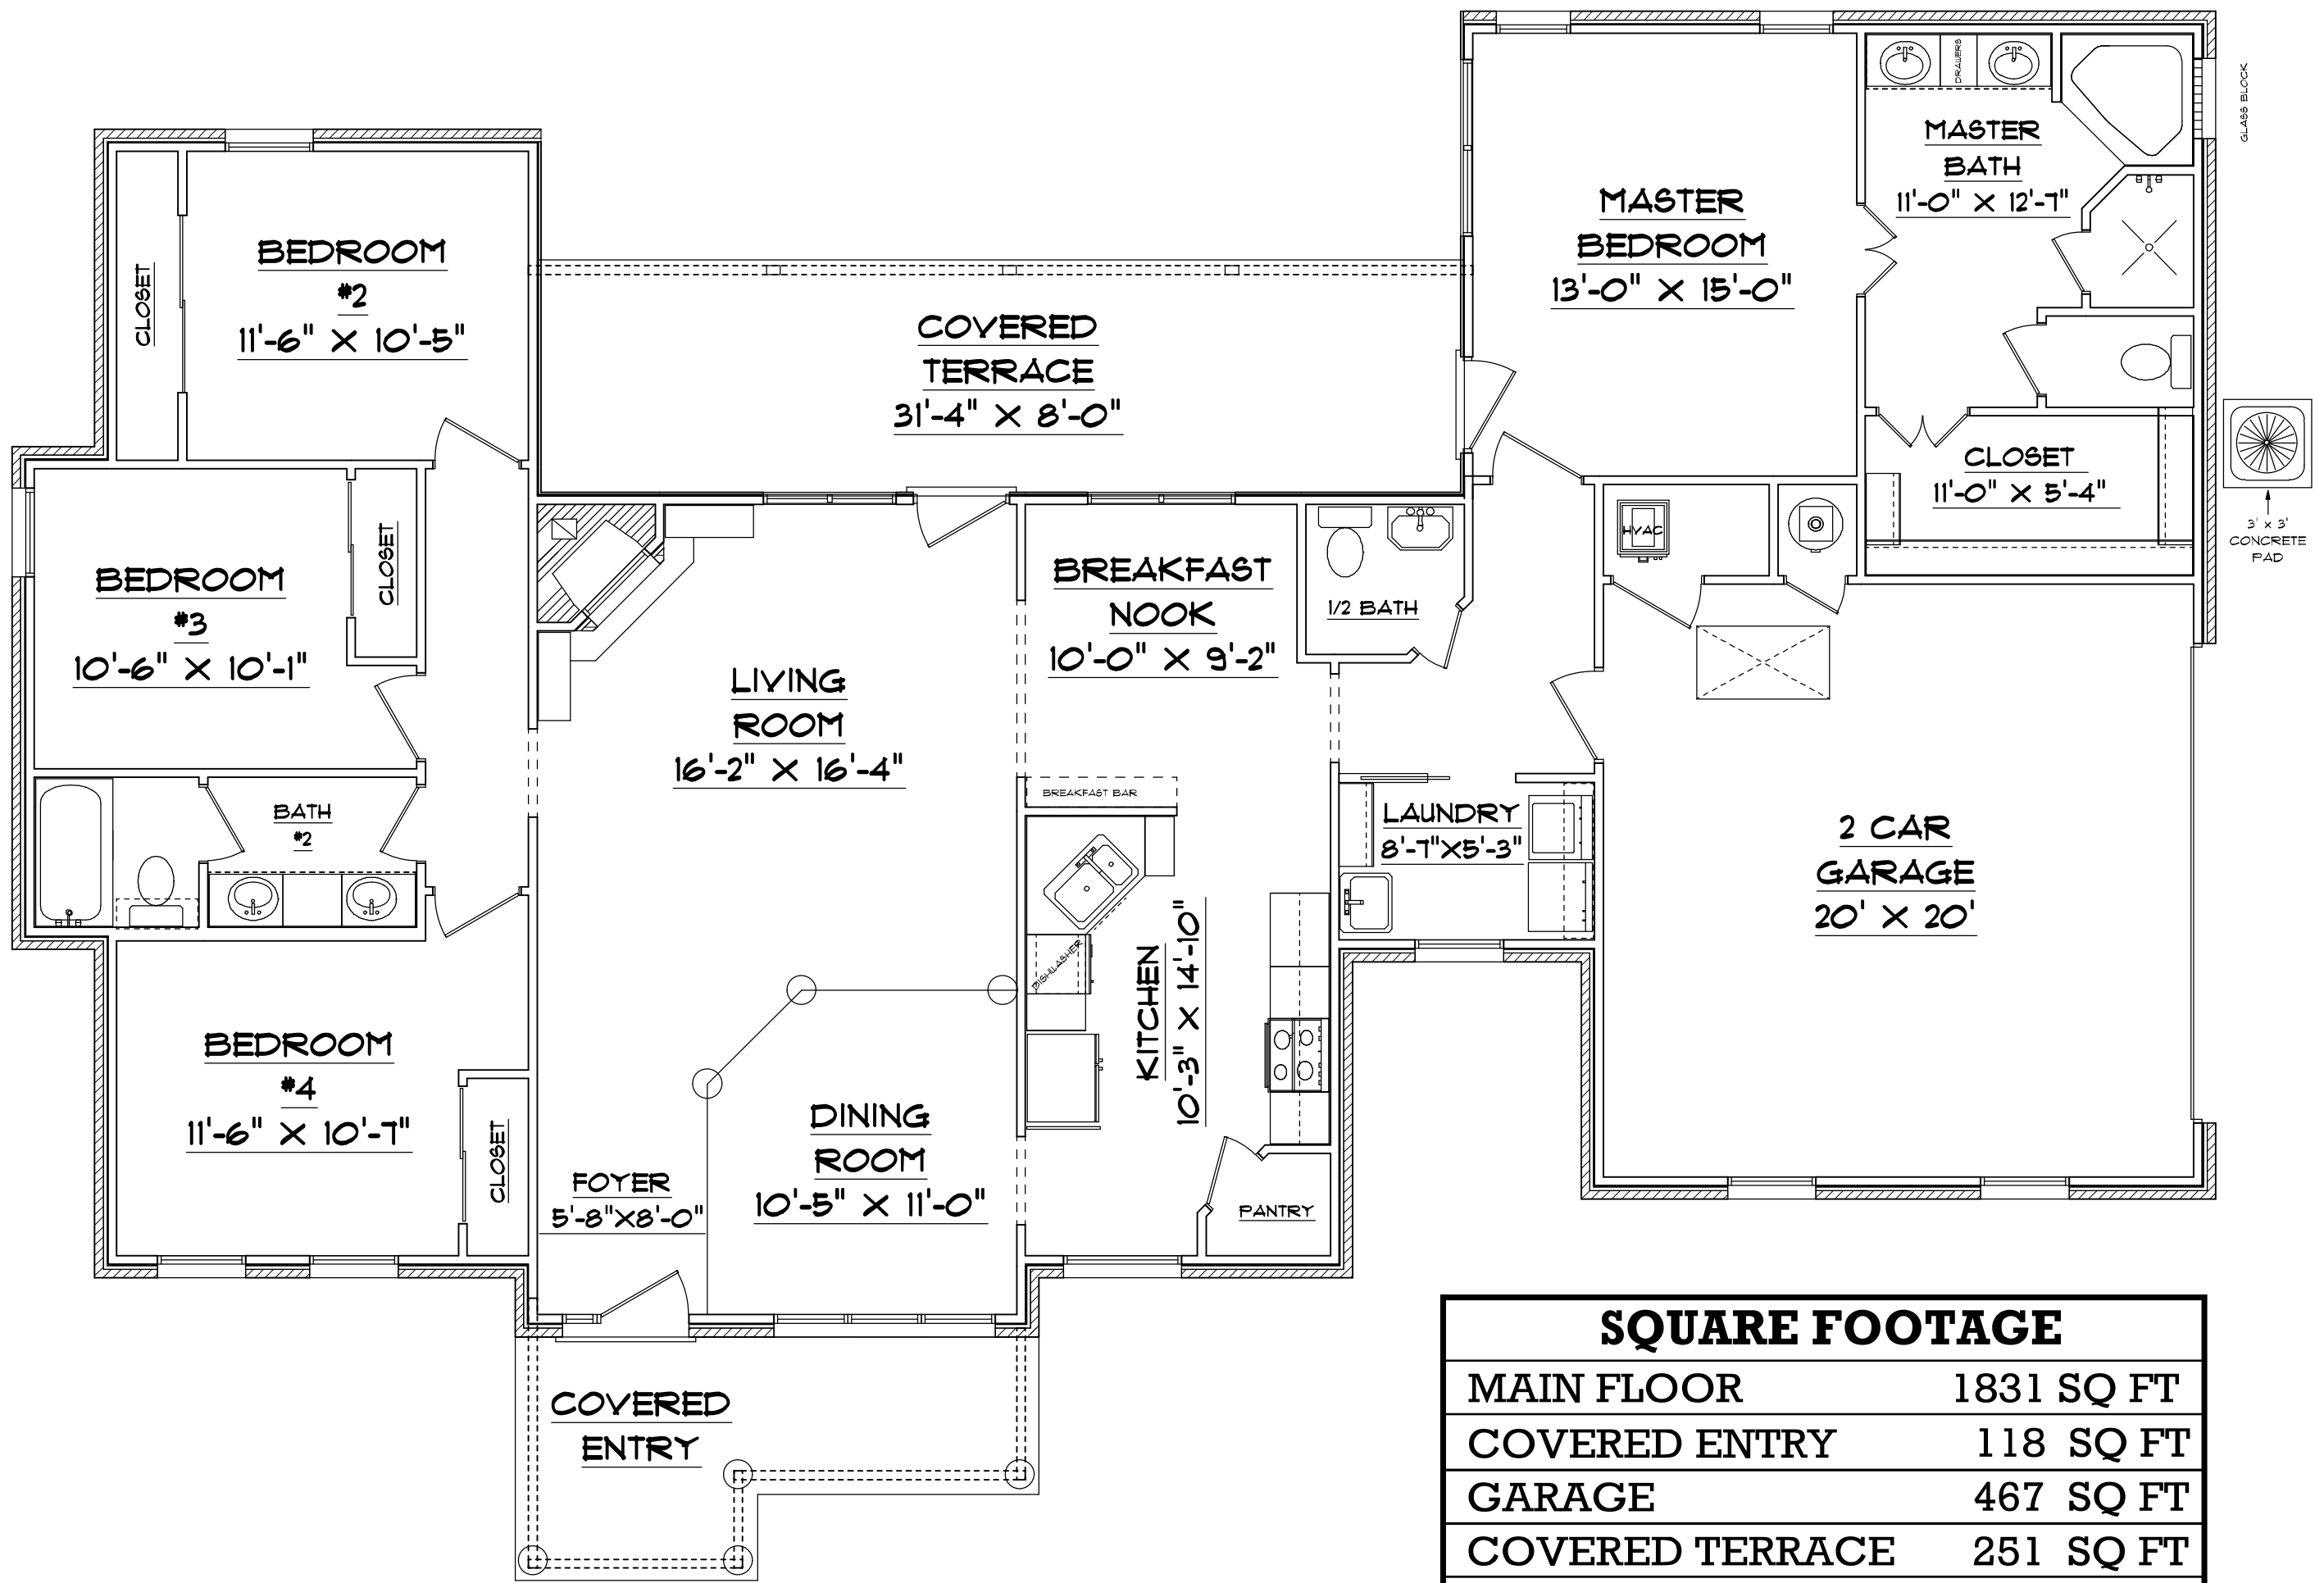 DRAWERS
GLASS BLOCK
MASTER
BATH
11'-0" X 12'-7"
MASTER
BEDROOM
13'-0" X 15'-0"
BEDROOM
#2
11'-6" X 10'-5"
CLOSET
COVERED
TERRACE
31'-4" X 8'-0"
CLOSET
11'-0" X 5'-4"
HVAC
3' x 3'
CONCRETE
PAD
BEDROOM
#3
10'-6" X 10'-1"
CLOSET
BREAKFAST
NOOK
10'-0" X 9'-2"
1/2 BATH
LIVING
ROOM
16'-2" X 16'-4"
BREAKFAST BAR
BATH
#2
LAUNDRY
8'-7"X5'-3"
2 CAR
GARAGE
20' X 20'
DISHWASHER
KITCHEN
10'-3" X 14'-10"
BEDROOM
#4
11'-6" X 10'-7"
CLOSET
DINING
ROOM
10'-5" X 11'-0"
FOYER
5'-8"X8'-0"
PANTRY
COVERED
ENTRY
SQUARE FOOTAGE
MAIN FLOOR 1831 SQ FT
COVERED ENTRY 118 SQ FT
GARAGE 467 SQ FT
COVERED TERRACE 251 SQ FT